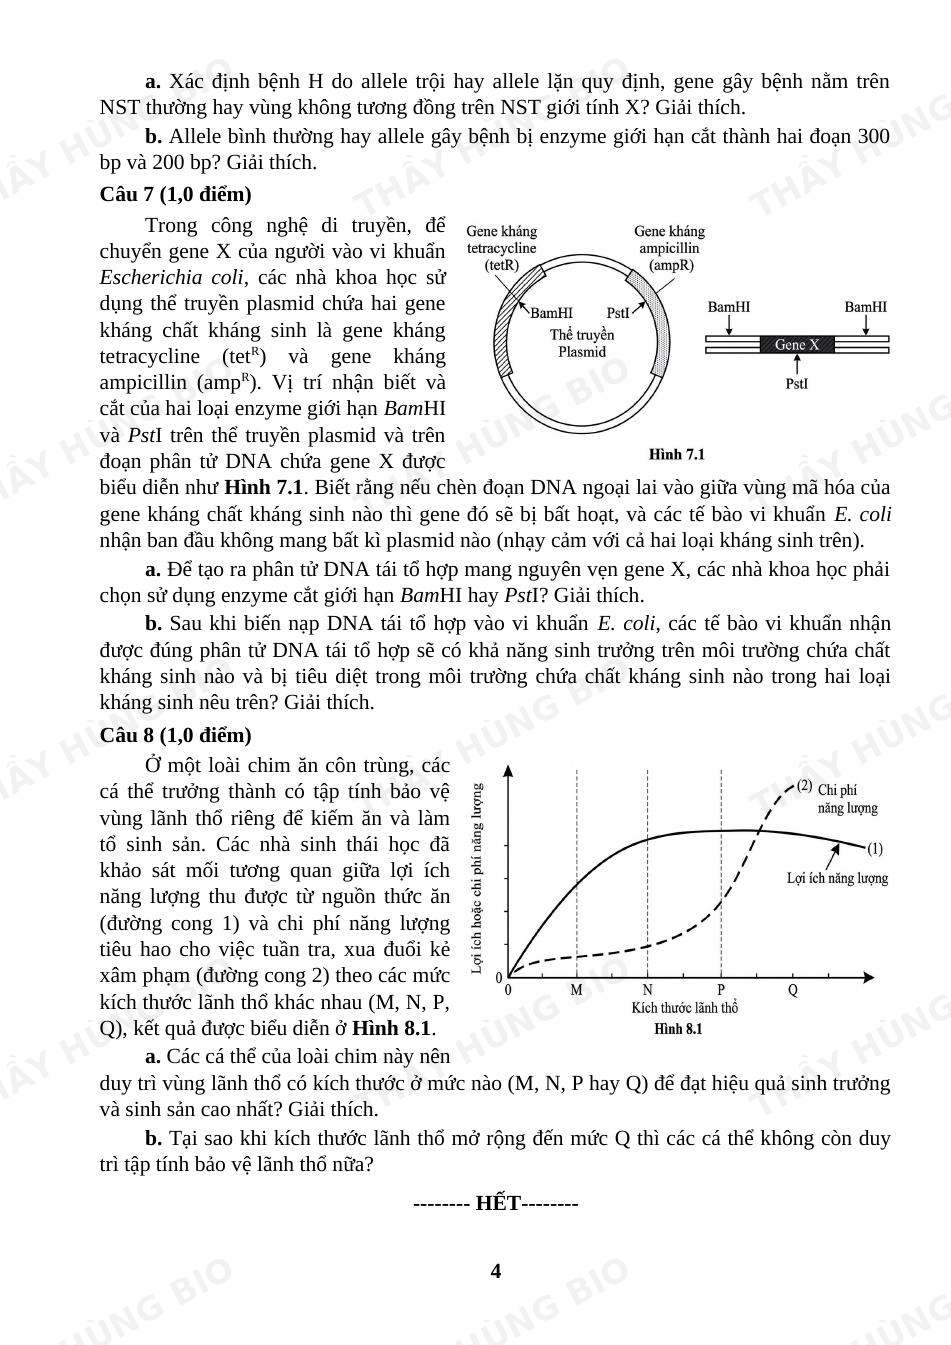 a. Xác định bệnh H do allele trội hay allele lặn quy định, gene gây bệnh nằm trên
NST thường hay vùng không tương đồng trên NST giới tính X? Giải thích.
b. Allele bình thường hay allele gây bệnh bị enzyme giới hạn cắt thành hai đoạn 300
bp và 200 bp? Giải thích.
Câu 7 (1,0 điểm)
Trong công nghệ di truyền, để
chuyển gene X của người vào vi khuẩn
Escherichia coli, các nhà khoa học sử
dụng thể truyền plasmid chứa hai gene
kháng chất kháng sinh là gene kháng
tetracycline (tetR) và gene kháng
ampicillin (ampR). Vị trí nhận biết và
cắt của hai loại enzyme giới hạn BamHI
và PstI trên thể truyền plasmid và trên
đoạn phân tử DNA chứa gene X được
Gene kháng
tetracycline
(tetR)
Gene kháng
ampicillin
(ampR)
BamHI
PstI
Thể truyền
Plasmid
BamHI
BamHI
Gene X
PstI
Hình 7.1
biểu diễn như Hình 7.1. Biết rằng nếu chèn đoạn DNA ngoại lai vào giữa vùng mã hóa của
gene kháng chất kháng sinh nào thì gene đó sẽ bị bất hoạt, và các tế bào vi khuẩn E. coli
nhận ban đầu không mang bất kì plasmid nào (nhạy cảm với cả hai loại kháng sinh trên).
a. Để tạo ra phân tử DNA tái tổ hợp mang nguyên vẹn gene X, các nhà khoa học phải
chọn sử dụng enzyme cắt giới hạn BamHI hay PstI? Giải thích.
b. Sau khi biến nạp DNA tái tổ hợp vào vi khuẩn E. coli, các tế bào vi khuẩn nhận
được đúng phân tử DNA tái tổ hợp sẽ có khả năng sinh trưởng trên môi trường chứa chất
kháng sinh nào và bị tiêu diệt trong môi trường chứa chất kháng sinh nào trong hai loại
kháng sinh nêu trên? Giải thích.
Câu 8 (1,0 điểm)
Ở một loài chim ăn côn trùng, các
cá thể trưởng thành có tập tính bảo vệ
vùng lãnh thổ riêng để kiếm ăn và làm
tổ sinh sản. Các nhà sinh thái học đã
khảo sát mối tương quan giữa lợi ích
năng lượng thu được từ nguồn thức ăn
(đường cong 1) và chi phí năng lượng
tiêu hao cho việc tuần tra, xua đuổi kẻ
xâm phạm (đường cong 2) theo các mức
kích thước lãnh thổ khác nhau (M, N, P,
Q), kết quả được biểu diễn ở Hình 8.1.
Lợi ích hoặc chi phí năng lượng
(2) Chi phí
năng lượng
(1)
Lợi ích năng lượng
0
0 M N P Q
Kích thước lãnh thổ
Hình 8.1
a. Các cá thể của loài chim này nên
duy trì vùng lãnh thổ có kích thước ở mức nào (M, N, P hay Q) để đạt hiệu quả sinh trưởng
và sinh sản cao nhất? Giải thích.
b. Tại sao khi kích thước lãnh thổ mở rộng đến mức Q thì các cá thể không còn duy
trì tập tính bảo vệ lãnh thổ nữa?
-------- HẾT--------
4
THẦY HÙNG BIO